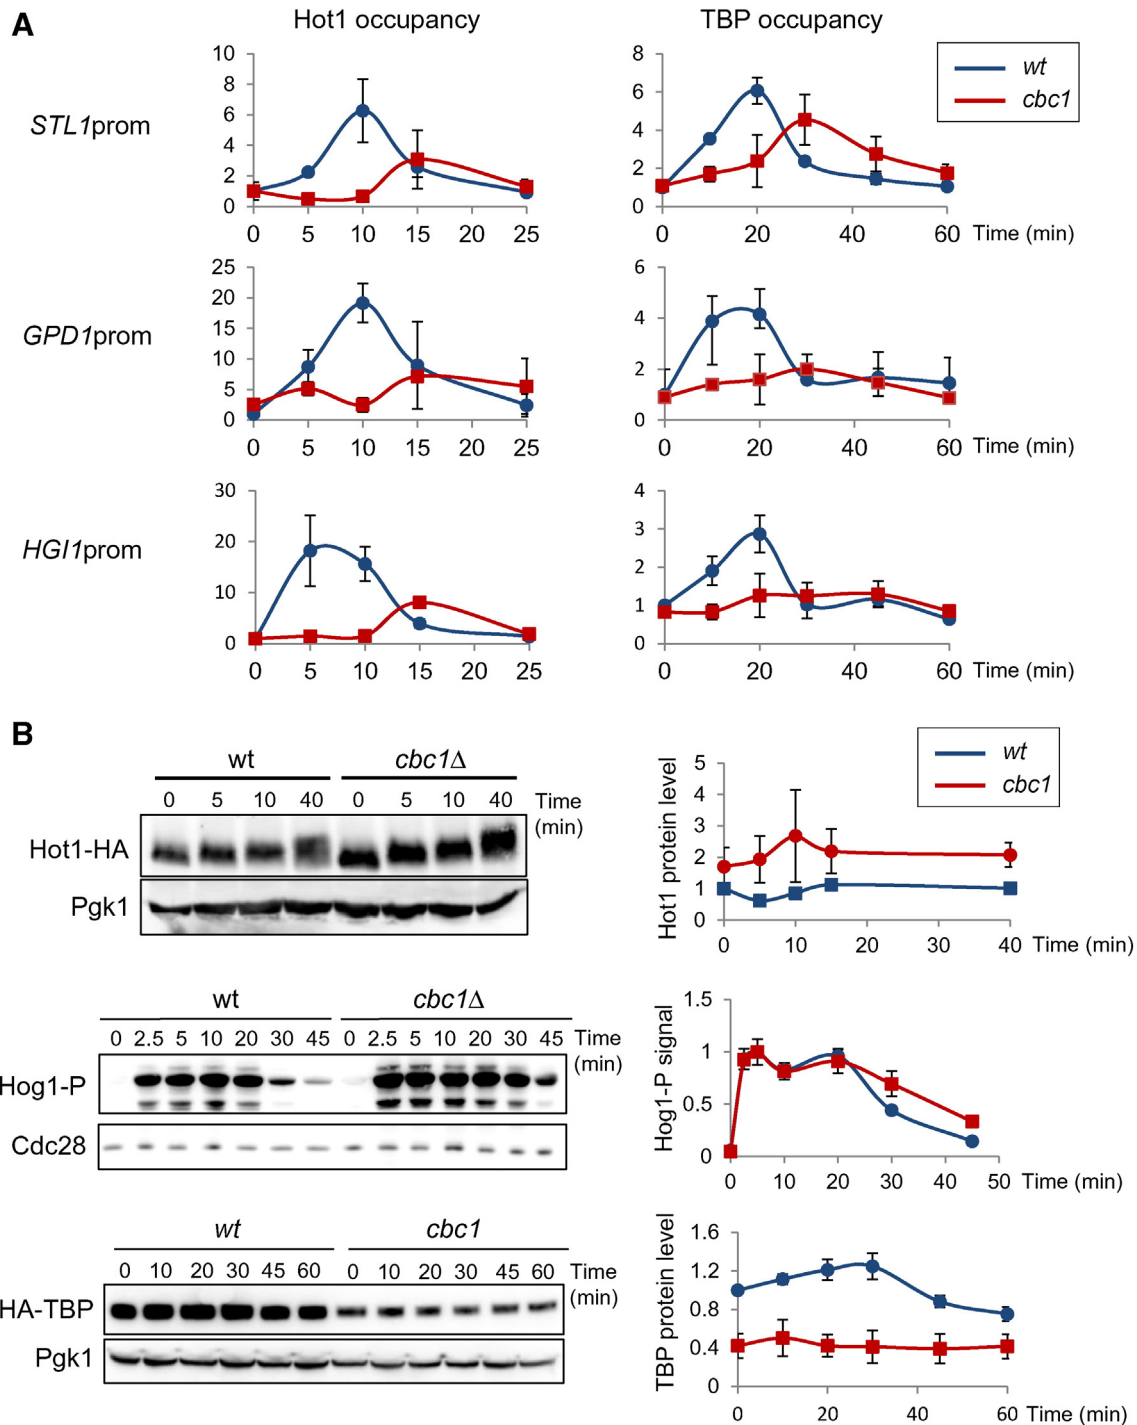 A
Hot1 occupancy
TBP occupancy
wt
cbc1
STL1prom
10
8
6
4
2
0
0 5 10 15 20 25
8
6
4
2
0
0 20 40 60 Time (min)
GPD1prom
25
20
15
10
5
0
0 5 10 15 20 25
6
4
2
0
0 20 40 60 Time (min)
HGI1prom
30
20
10
0
0 5 10 15 20 25
4
3
2
1
0
0 20 40 60 Time (min)
B
wt cbc1Δ
0 5 10 40 0 5 10 40 Time
(min)
Hot1-HA
Pgk1
wt
cbc1
Hot1 protein level
5
4
3
2
1
0
0 10 20 30 40 Time (min)
wt cbc1Δ
0 2.5 5 10 20 30 45 0 2.5 5 10 20 30 45 Time
(min)
Hog1-P
Cdc28
Hog1-P signal
1.5
1
0.5
0
0 10 20 30 40 50 Time (min)
wt cbc1
0 10 20 30 45 60 0 10 20 30 45 60 Time
(min)
HA-TBP
Pgk1
TBP protein level
1.6
1.2
0.8
0.4
0
0 20 40 60 Time (min)